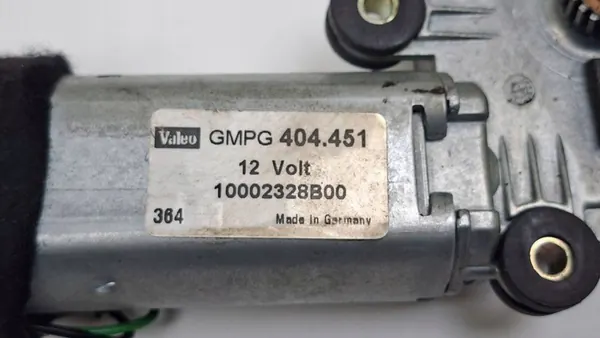 Valeo GMPG 404.451
12 Volt
10002328B00
364 Made in Germany